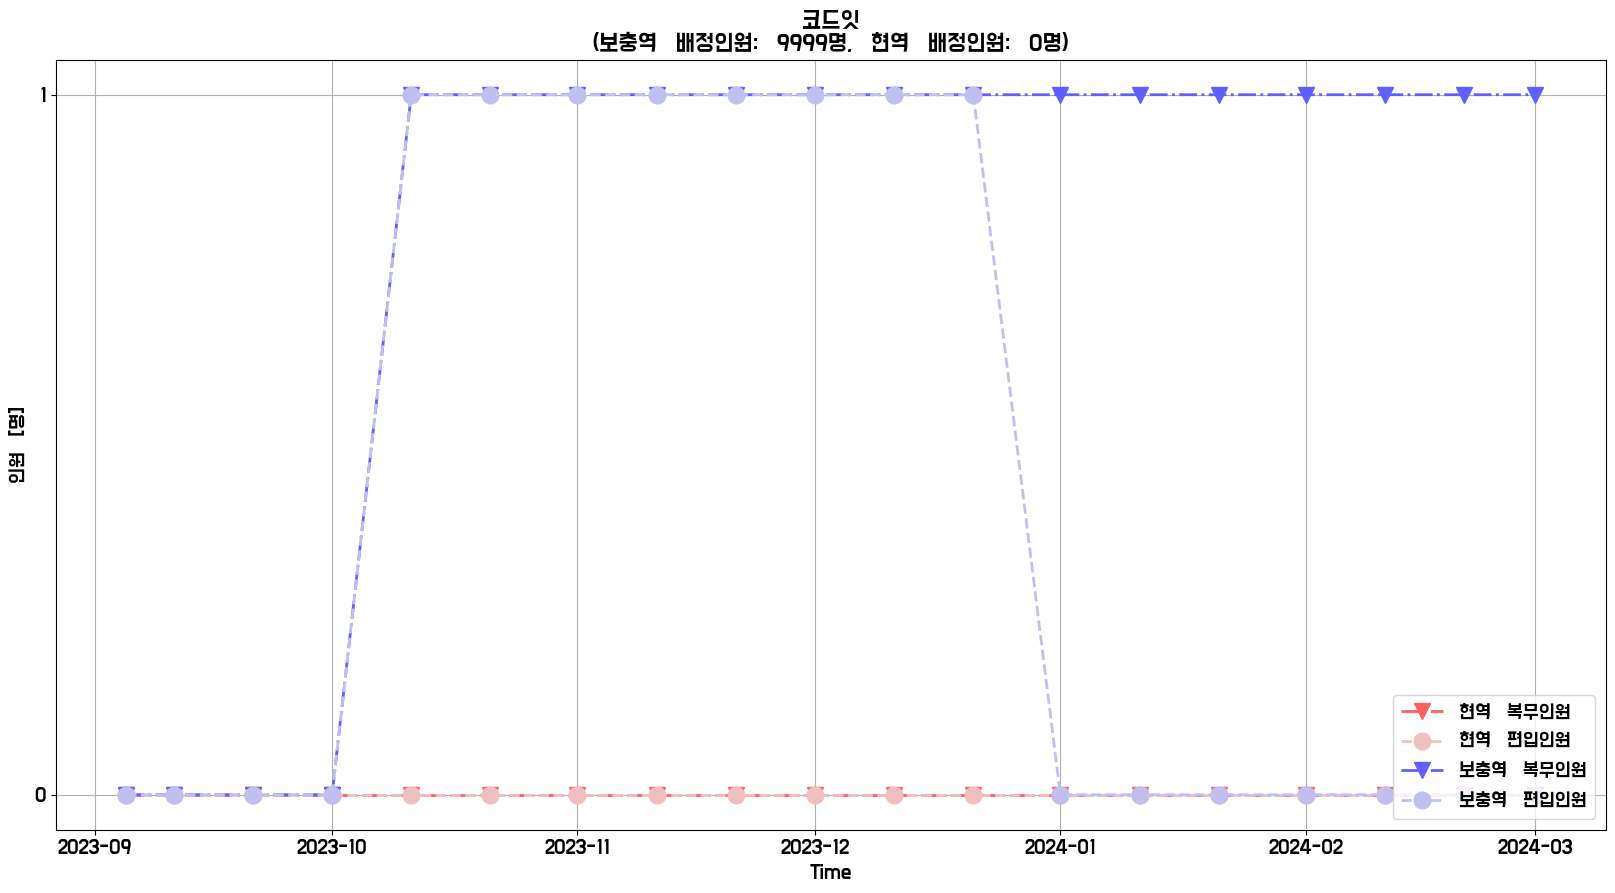 코드잇
(보충역 배정인원: 9999명, 현역 배정인원: 0명)
1
0
인원 [명]
2023-09 2023-10 2023-11 2023-12 2024-01 2024-02 2024-03
Time
현역 복무인원
현역 편입인원
보충역 복무인원
보충역 편입인원